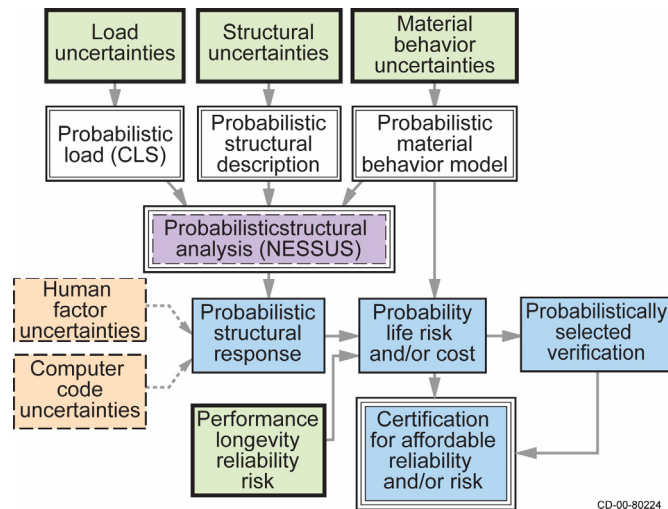 Load
uncertainties
Structural
uncertainties
Material
behavior
uncertainties
Probabilistic
load (CLS)
Probabilistic
structural
description
Probabilistic
material
behavior model
Probabilisticstructural
analysis (NESSUS)
Human
factor
uncertainties
Computer
code
uncertainties
Probabilistic
structural
response
Probability
life risk
and/or cost
Probabilistically
selected
verification
Performance
longevity
reliability
risk
Certification
for affordable
reliability
and/or risk
CD-00-80224